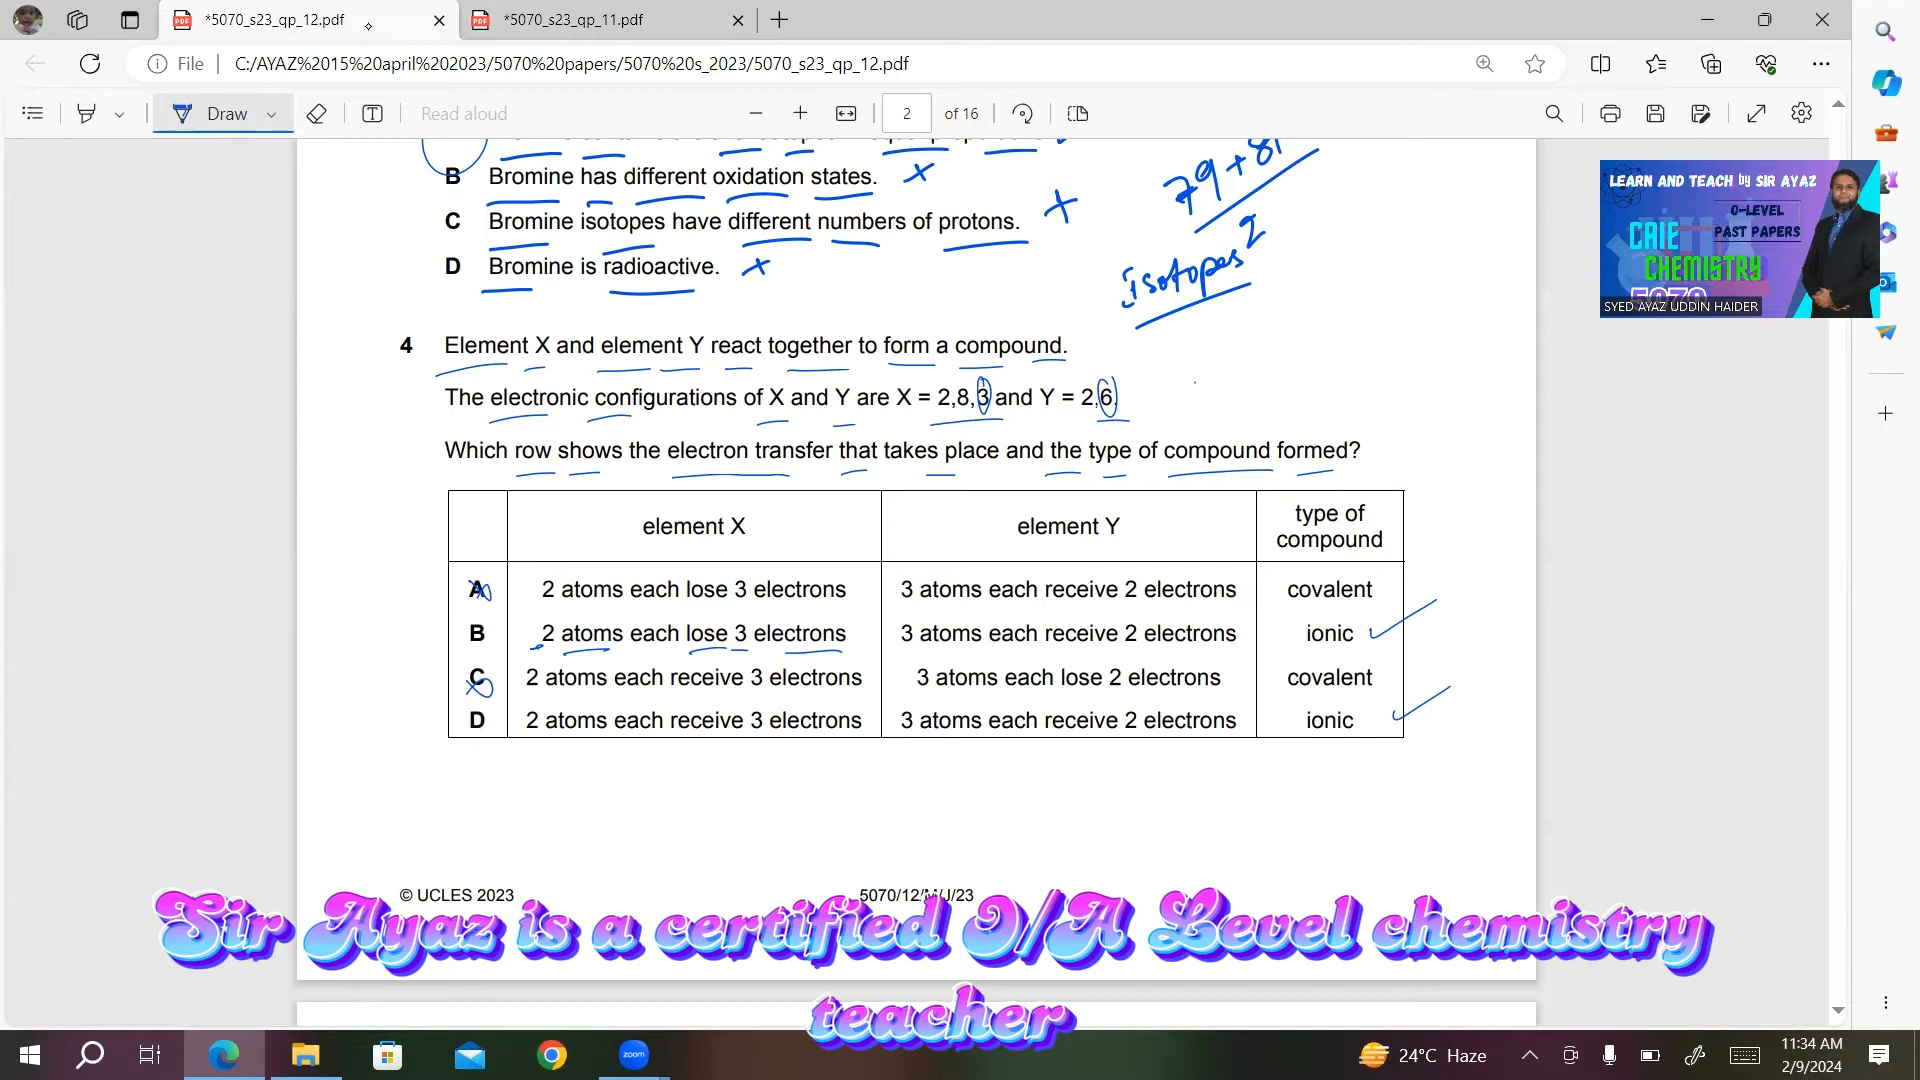 *5070_s23_qp_12.pdf
*5070_s23_qp_11.pdf
File
C:/AYAZ%2015%20april%202023/5070%20papers/5070%20s_2023/5070_s23_qp_12.pdf
Draw
Read aloud
2 of 16
B Bromine has different oxidation states. x
C Bromine isotopes have different numbers of protons. x
D Bromine is radioactive. x
79+81
2
isotopes
LEARN AND TEACH by SIR AYAZ
O-LEVEL
PAST PAPERS
CAIE
CHEMISTRY
5070
SYED AYAZ UDDIN HAIDER
4 Element X and element Y react together to form a compound.
The electronic configurations of X and Y are X = 2,8,3 and Y = 2,6.
Which row shows the electron transfer that takes place and the type of compound formed?
element X element Y type of
compound
A 2 atoms each lose 3 electrons 3 atoms each receive 2 electrons covalent
B 2 atoms each lose 3 electrons 3 atoms each receive 2 electrons ionic
C 2 atoms each receive 3 electrons 3 atoms each lose 2 electrons covalent
D 2 atoms each receive 3 electrons 3 atoms each receive 2 electrons ionic
© UCLES 2023 5070/12/M/J/23
Sir Ayaz is a certified O/A Level chemistry
teacher
zoom
24°C Haze
11:34 AM
2/9/2024